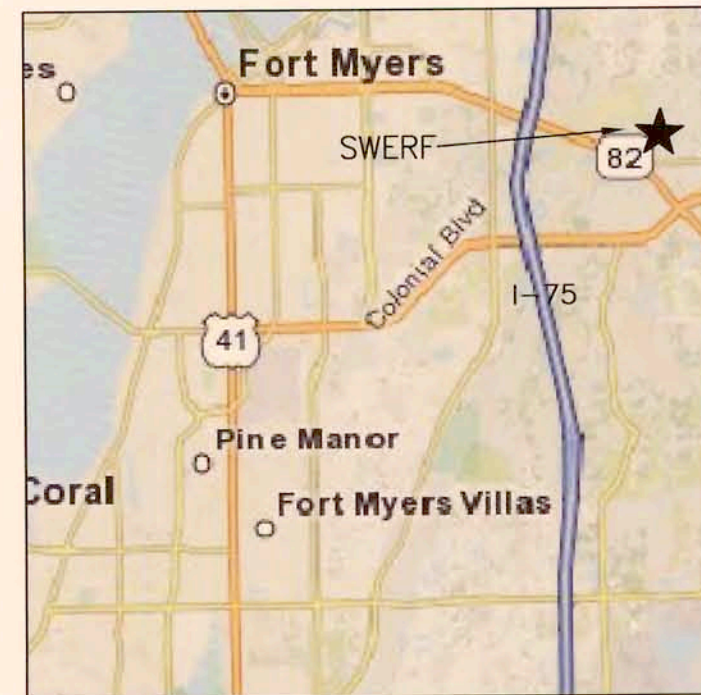 Fort Myers
es
SWERF
82
Colonial Blvd
I-75
41
Pine Manor
Coral
Fort Myers Villas